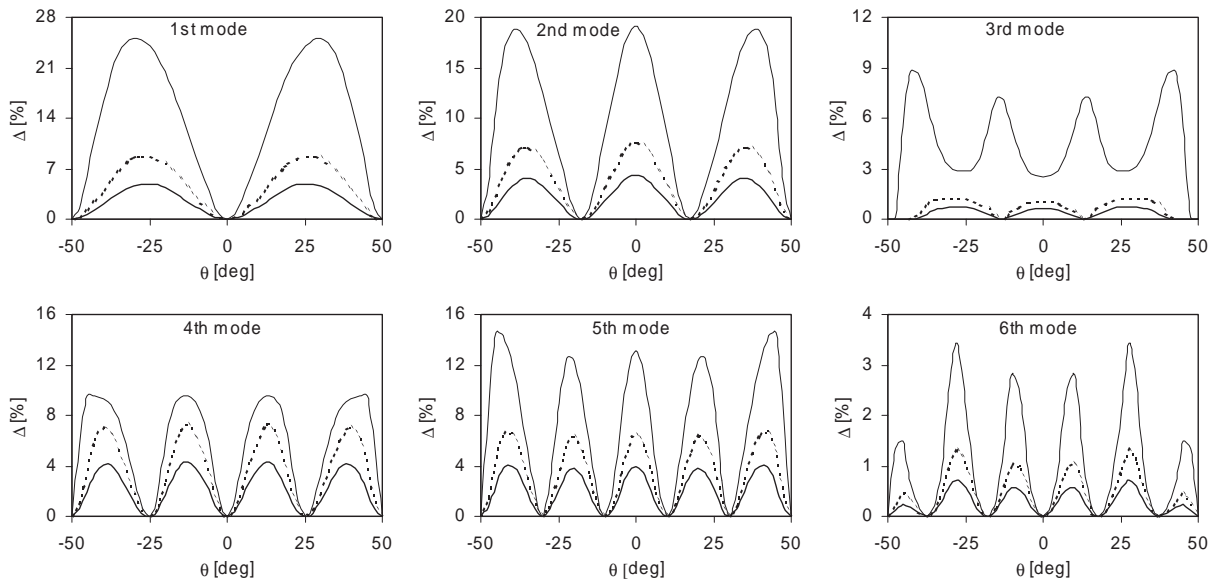 1st mode
28
21
14
7
0
Δ [%]
-50 -25 0 25 50
θ [deg]
2nd mode
20
15
10
5
0
Δ [%]
-50 -25 0 25 50
θ [deg]
3rd mode
12
9
6
3
0
Δ [%]
-50 -25 0 25 50
θ [deg]
4th mode
16
12
8
4
0
Δ [%]
-50 -25 0 25 50
θ [deg]
5th mode
16
12
8
4
0
Δ [%]
-50 -25 0 25 50
θ [deg
6th mode
4
3
2
1
0
Δ [%]
-50 -25 0 25 50
θ [deg]